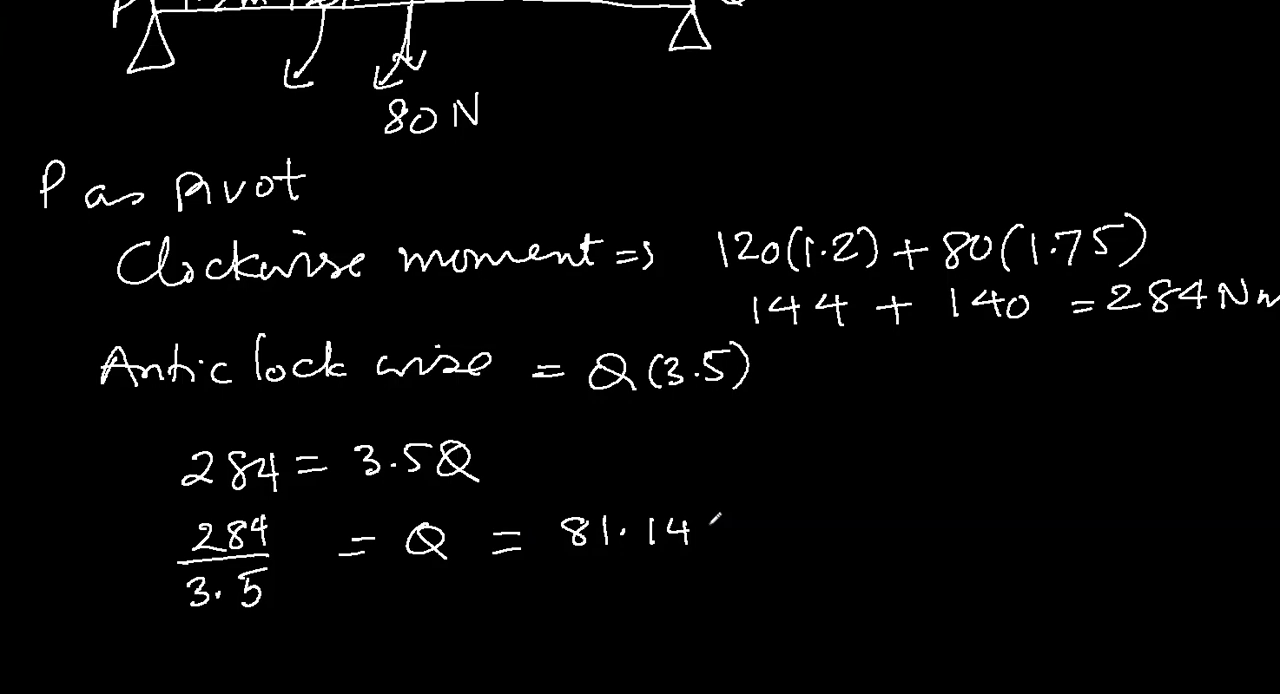 80 N
P as pivot
Clockwise moment => 120(1.2) + 80(1.75)
144 + 140 = 284 Nm
Anticlockwise = Q(3.5)
284 = 3.5Q
284/3.5 = Q = 81.14